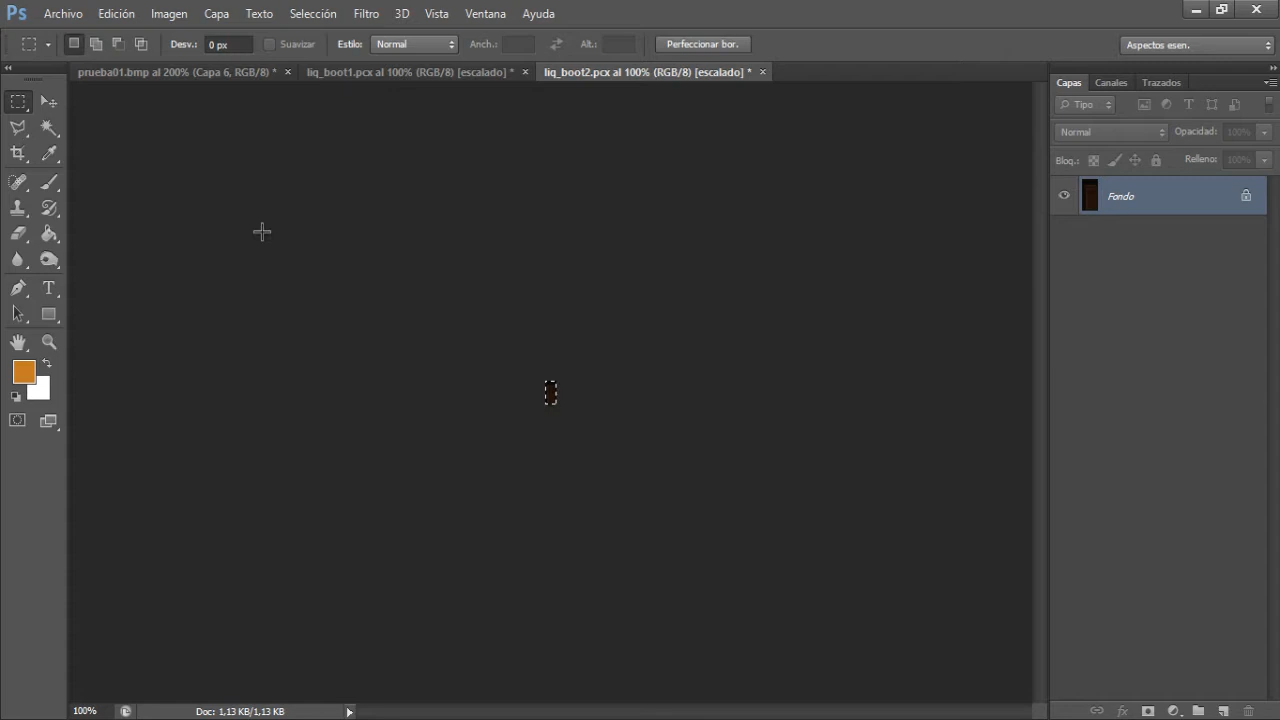 Ps Archivo Edición Imagen Capa Texto Selección Filtro 3D Vista Ventana Ayuda
Desv.: 0 px Suavizar Estilo: Normal Anch.: Alt.: Perfeccionar bor. Aspectos esen.
prueba01.bmp al 200% (Capa 6, RGB/8) * liq_boot1.pcx al 100% (RGB/8) [escalado] * liq_boot2.pcx al 100% (RGB/8) [escalado] *
Capas Canales Trazados
Tipo
Normal Opacidad: 100%
Bloq.: Relleno: 100%
Fondo
100% Doc: 1,13 KB/1,13 KB